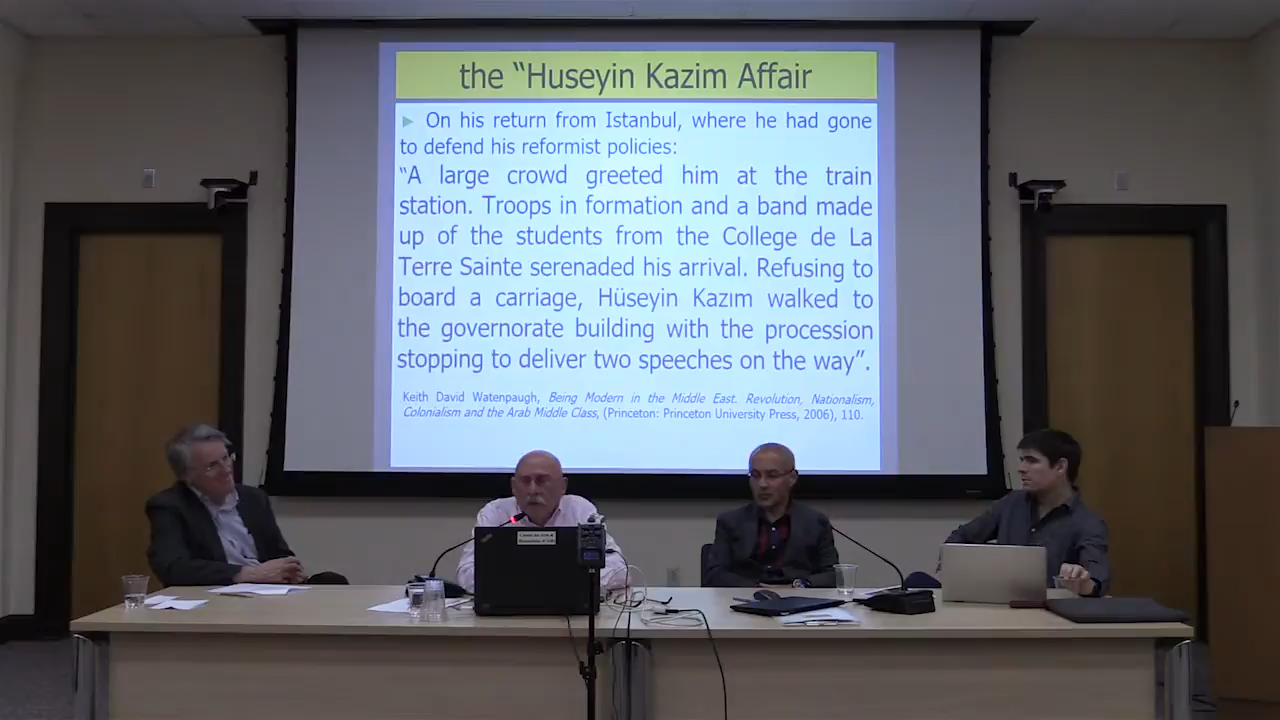 the “Huseyin Kazim Affair
► On his return from Istanbul, where he had gone
to defend his reformist policies:
“A large crowd greeted him at the train
station. Troops in formation and a band made
up of the students from the College de La
Terre Sainte serenaded his arrival. Refusing to
board a carriage, Hüseyin Kazım walked to
the governorate building with the procession
stopping to deliver two speeches on the way”.
Keith David Watenpaugh, Being Modern in the Middle East. Revolution, Nationalism,
Colonialism and the Arab Middle Class, (Princeton: Princeton University Press, 2006), 110.